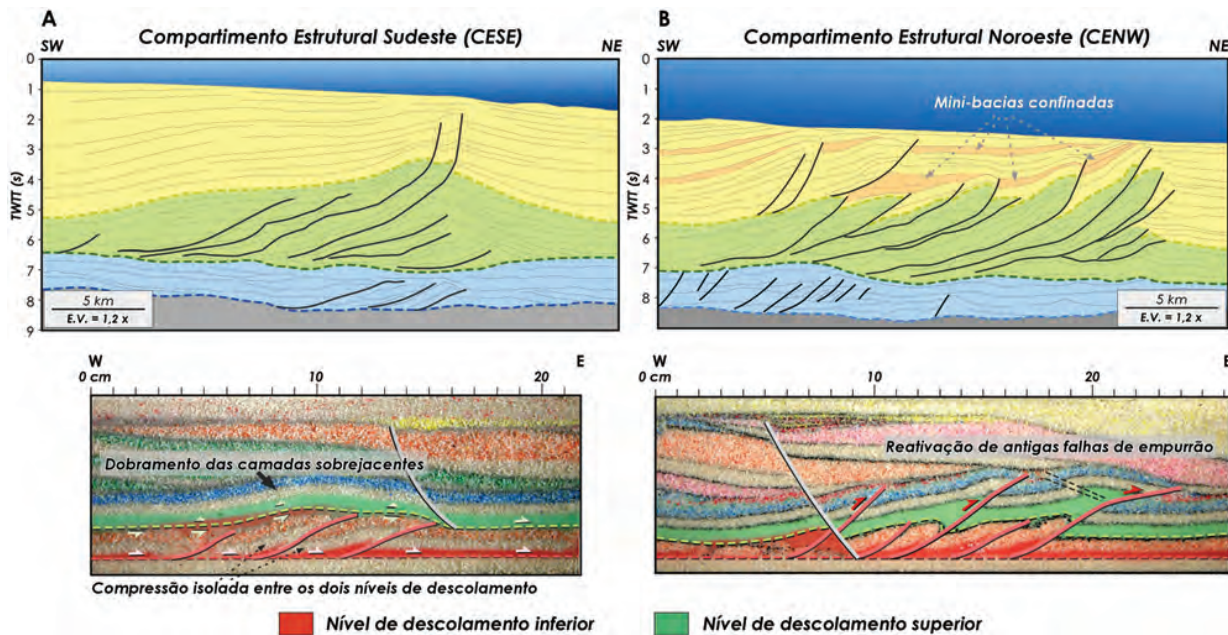 A
Compartimento Estrutural Sudeste (CESE)
SW
NE
0
1
2
3
4
5
6
7
8
9
TWTT (s)
5 km
E.V. = 1,2 x
B
Compartimento Estrutural Noroeste (CENW)
SW
NE
0
1
2
3
4
5
6
7
8
TWTT (s)
Mini-bacias confinadas
5 km
E.V. = 1,2 x
W
E
0 cm
10
20
Dobramento das camadas sobrejacentes
Compressão isolada entre os dois níveis de descolamento
W
E
0 cm
10
20
Reativação de antigas falhas de empurrão
Nível de descolamento inferior
Nível de descolamento superior